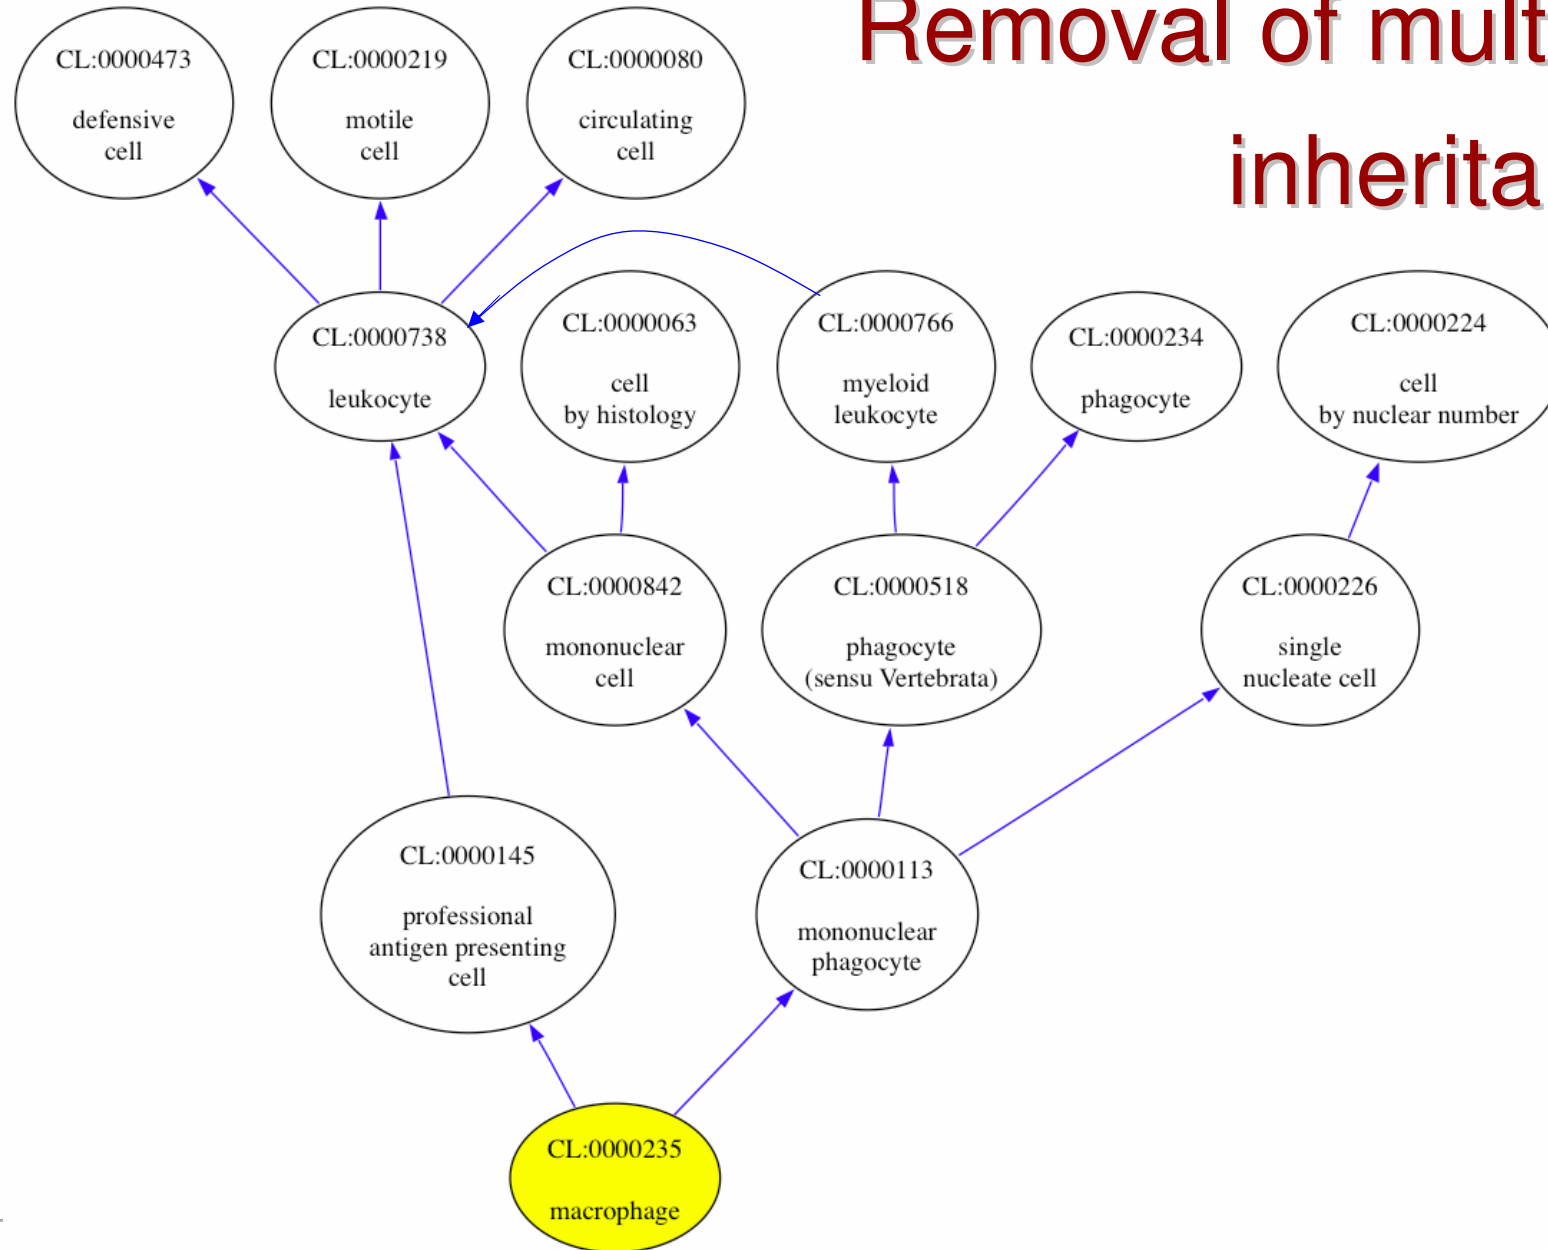 Removal of mult
inherita
CL:0000473
defensive
cell
CL:0000219
motile
cell
CL:0000080
circulating
cell
CL:0000738
leukocyte
CL:0000063
cell
by histology
CL:0000766
myeloid
leukocyte
CL:0000234
phagocyte
CL:0000224
cell
by nuclear number
CL:0000842
mononuclear
cell
CL:0000518
phagocyte
(sensu Vertebrata)
CL:0000226
single
nucleate cell
CL:0000145
professional
antigen presenting
cell
CL:0000113
mononuclear
phagocyte
CL:0000235
macrophage